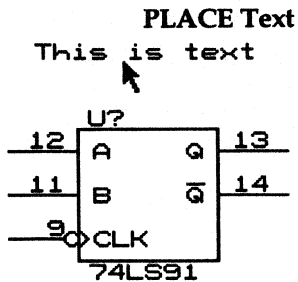 PLACE Text
This is text
U?
12 A Q 13
11 B Q̅ 14
9 CLK
74LS91